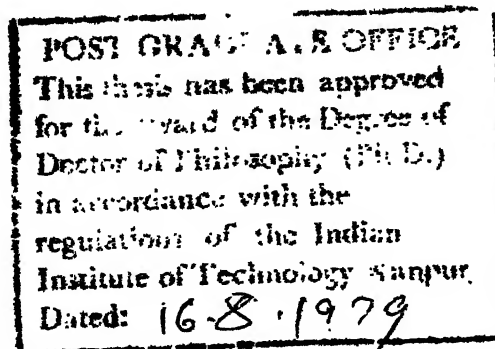 POST GRADUATE OFFICE
This thesis has been approved
for the award of the Degree of
Doctor of Philosophy (Ph.D.)
in accordance with the
regulations of the Indian
Institute of Technology Kanpur
Dated: 16.8.1979